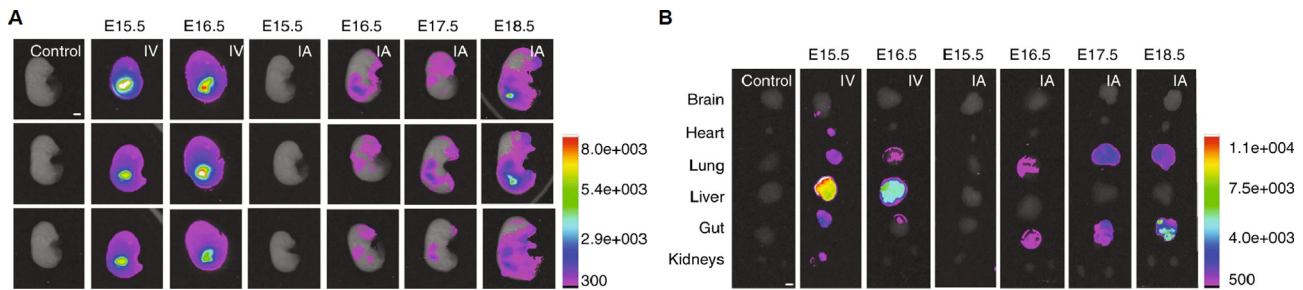 A
E15.5 E16.5 E15.5 E16.5 E17.5 E18.5
Control IV IV IA IA IA IA
8.0e+003
5.4e+003
2.9e+003
300
B
E15.5 E16.5 E15.5 E16.5 E17.5 E18.5
Control IV IV IA IA IA IA
Brain
Heart
Lung
Liver
Gut
Kidneys
1.1e+004
7.5e+003
4.0e+003
500